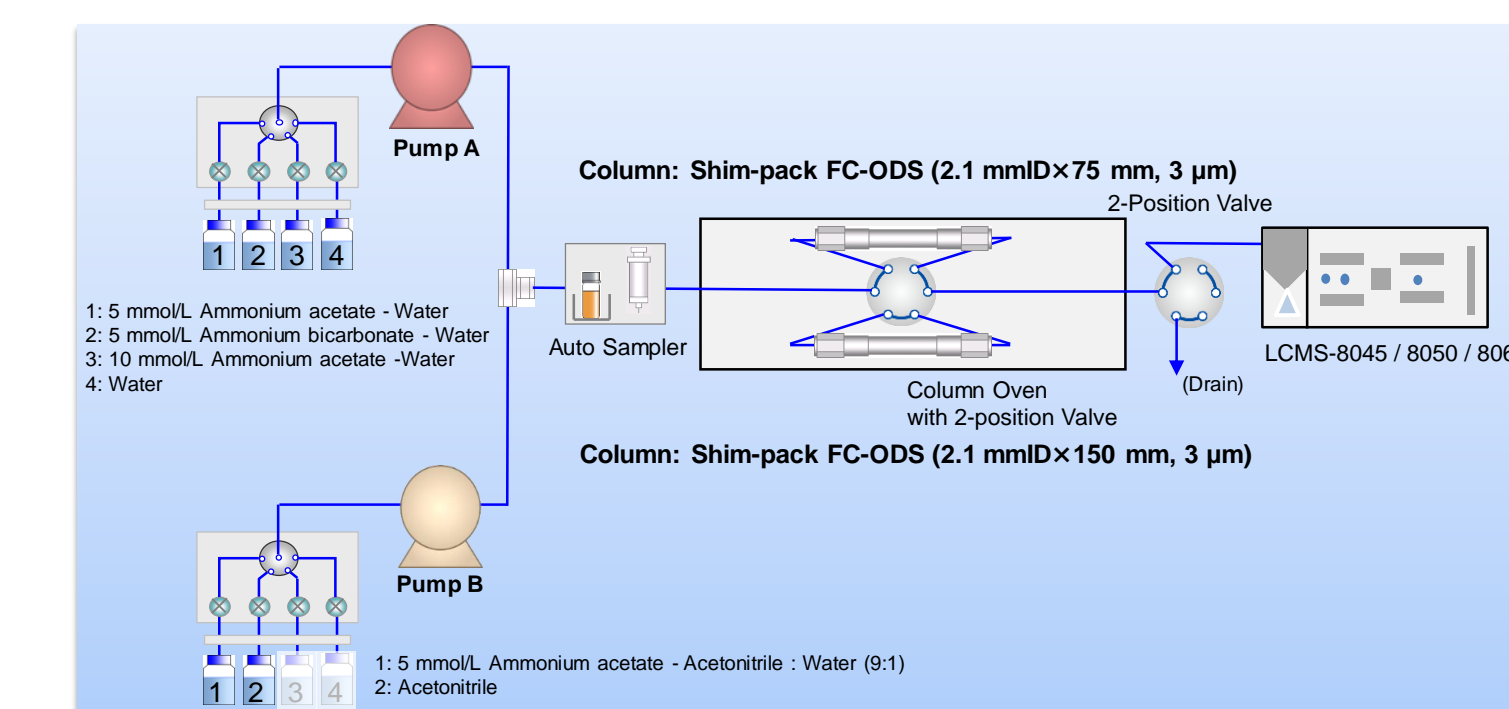 Pump A
1 2 3 4
1: 5 mmol/L Ammonium acetate - Water
2: 5 mmol/L Ammonium bicarbonate - Water
3: 10 mmol/L Ammonium acetate -Water
4: Water
Column: Shim-pack FC-ODS (2.1 mmID×75 mm, 3 µm)
2-Position Valve
Auto Sampler
LCMS-8045 / 8050 / 806
(Drain)
Column Oven
with 2-position Valve
Column: Shim-pack FC-ODS (2.1 mmID×150 mm, 3 µm)
Pump B
1 2 3 4
1: 5 mmol/L Ammonium acetate - Acetonitrile : Water (9:1)
2: Acetonitrile